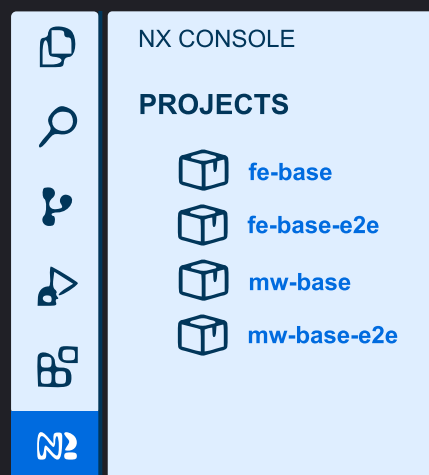 NX CONSOLE
PROJECTS
fe-base
fe-base-e2e
mw-base
mw-base-e2e